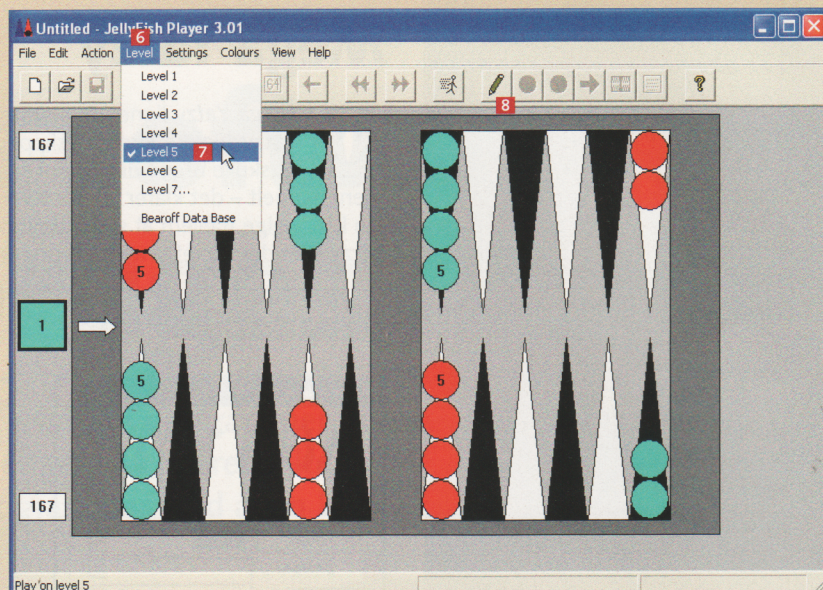 Untitled - JellyFish Player 3.01
6
File Edit Action Level Settings Colours View Help
Level 1
Level 2
Level 3
Level 4
Level 5 7
Level 6
Level 7...
Bearoff Data Base
64
?
8
167
5
5
1
5
5
167
Play on level 5